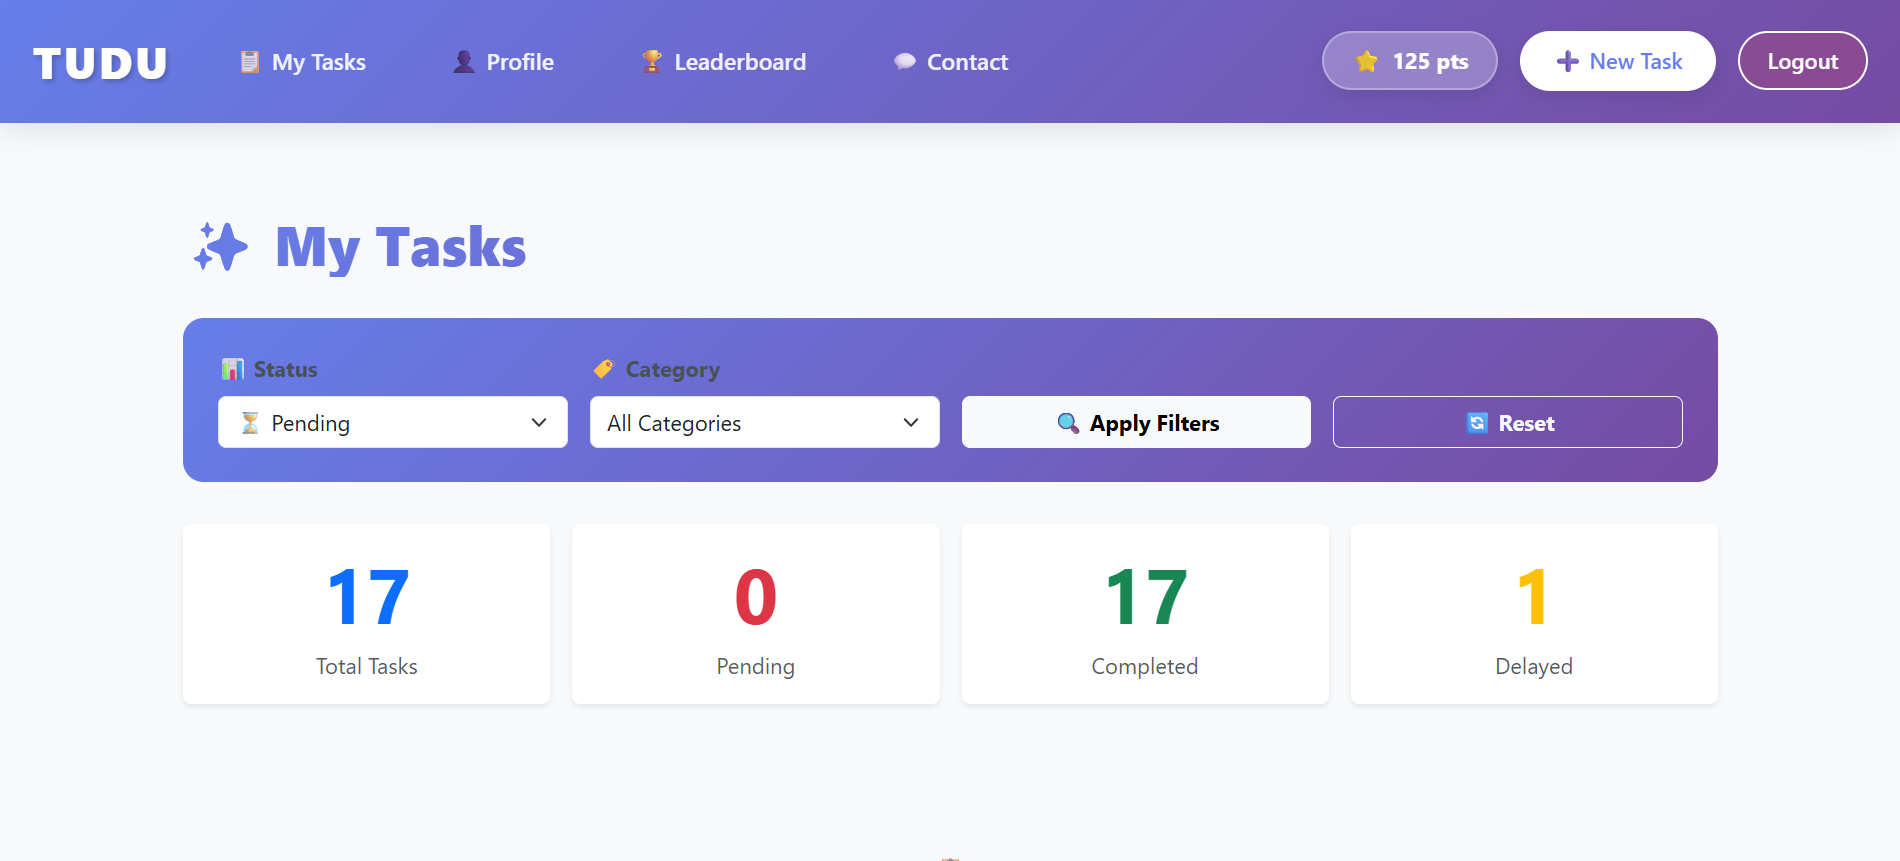 TUDU
My Tasks
Profile
Leaderboard
Contact
125 pts
New Task
Logout
My Tasks
Status
Category
Pending
All Categories
Apply Filters
Reset
17
Total Tasks
0
Pending
17
Completed
1
Delayed